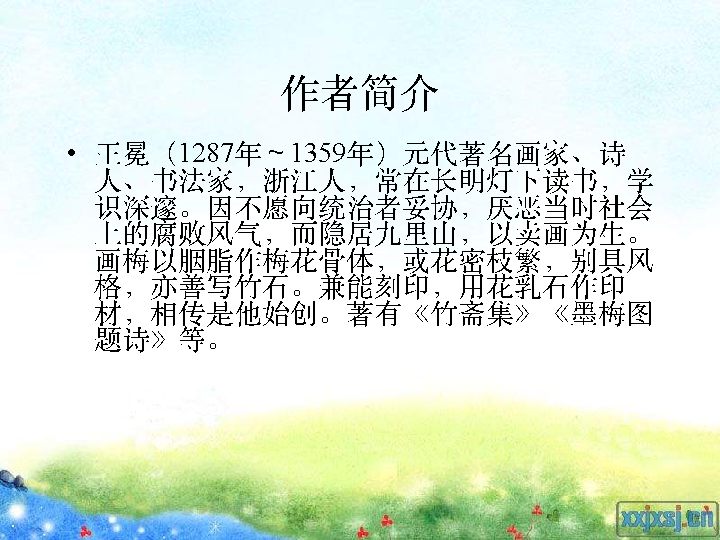 作者简介
• 王冕（1287年～1359年）元代著名画家、诗
人、书法家，浙江人，常在长明灯下读书，学
识深邃。因不愿向统治者妥协，厌恶当时社会
上的腐败风气，而隐居九里山，以卖画为生。
画梅以胭脂作梅花骨体，或花密枝繁，别具风
格，亦善写竹石。兼能刻印，用花乳石作印
材，相传是他始创。著有《竹斋集》《墨梅图
题诗》等。
xxjxsj.cn